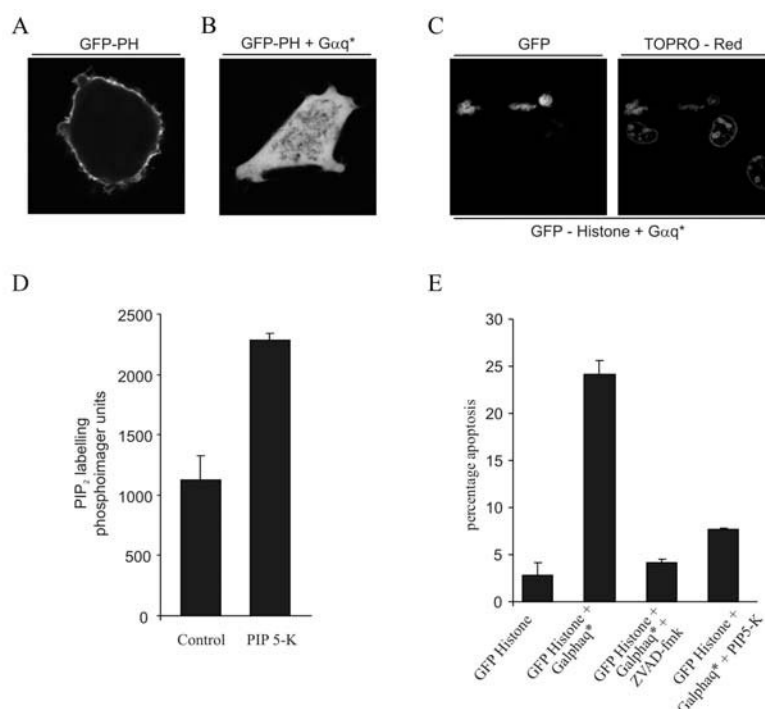 A
GFP-PH
B
GFP-PH + Gαq*
C
GFP
TOPRO - Red
GFP - Histone + Gαq*
D
PIP₂ labelling
phosphoimager units
2500
2000
1500
1000
500
0
Control
PIP 5-K
E
percentage apoptosis
30
25
20
15
10
5
0
GFP Histone
GFP Histone +
Galphaq*
GFP Histone +
Galphaq* +
ZVAD-fmk
GFP Histone +
Galphaq* + PIP5-K